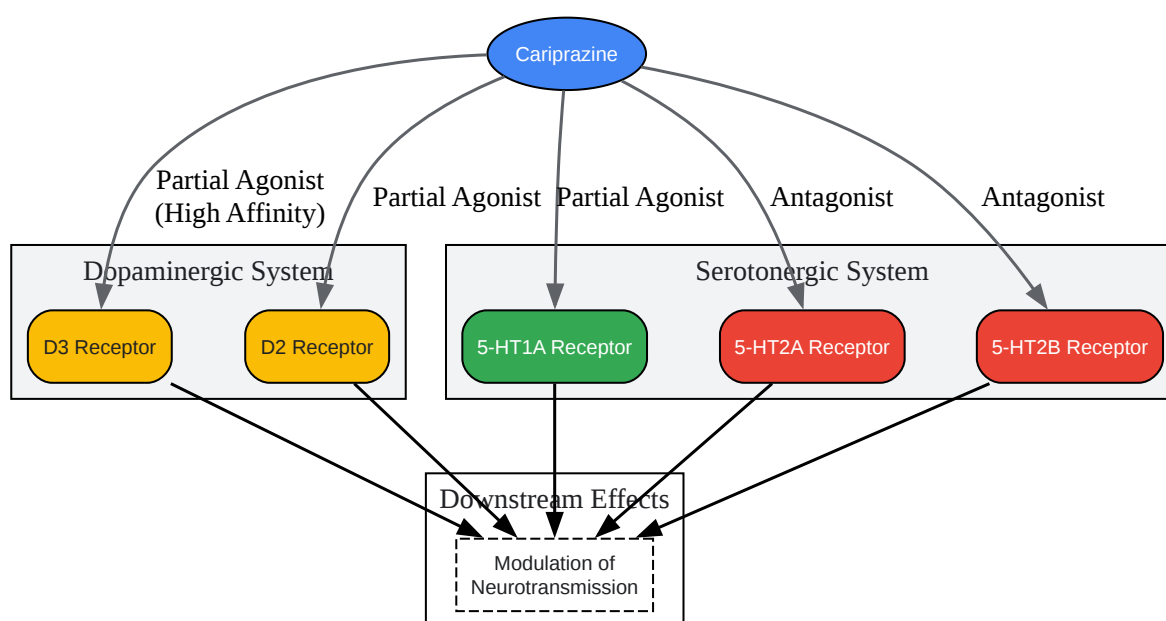 Cariprazine
Partial Agonist
(High Affinity)
Partial Agonist
Partial Agonist
Antagonist
Antagonist
Dopaminergic System
Serotonergic System
D3 Receptor
D2 Receptor
5-HT1A Receptor
5-HT2A Receptor
5-HT2B Receptor
Downstream Effects
Modulation of
Neurotransmission